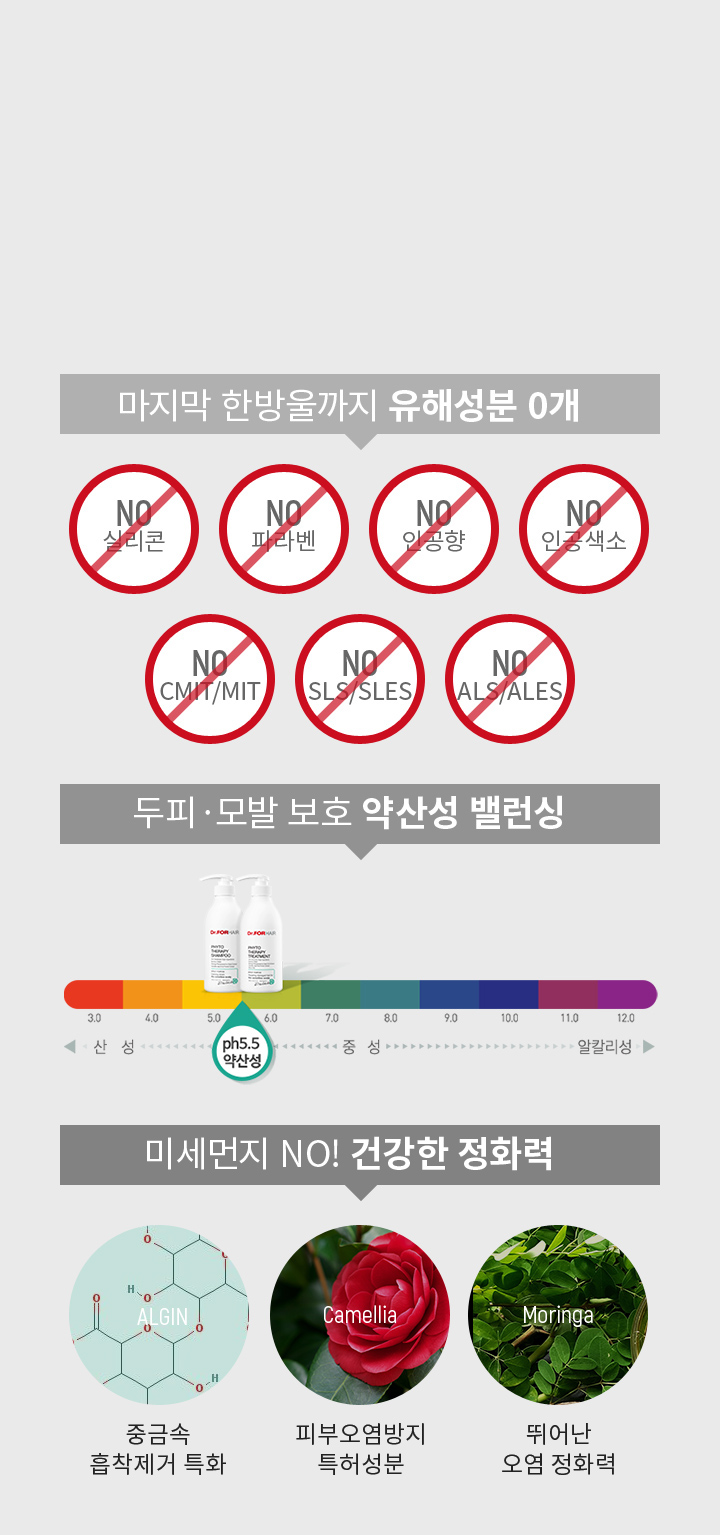 마지막 한방울까지 유해성분 0개
NO
실리콘
NO
파라벤
NO
인공향
NO
인공색소
NO
CMIT/MIT
NO
SLS/SLES
NO
ALS/ALES
두피·모발 보호 약산성 밸런싱
Dr.FORHAIR
PHYTO
THERAPY
SHAMPOO
Dr.FORHAIR
PHYTO
THERAPY
TREATMENT
3.0 4.0 5.0 6.0 7.0 8.0 9.0 10.0 11.0 12.0
산 성 중 성 알칼리성
ph5.5
약산성
미세먼지 NO! 건강한 정화력
O
O
H
O
ALGIN
O
O
O
H
Camellia
Moringa
중금속
흡착제거 특화
피부오염방지
특허성분
뛰어난
오염 정화력